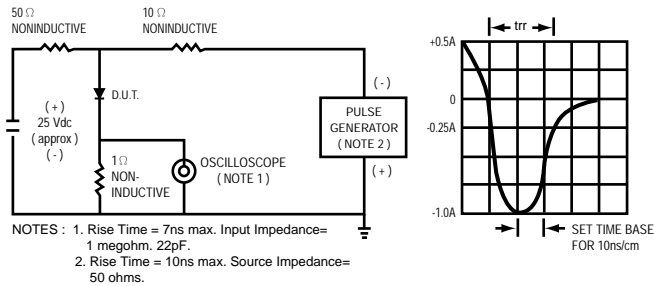 50 Ω
NONINDUCTIVE
10 Ω
NONINDUCTIVE
( + )
25 Vdc
( approx )
( - )
D.U.T.
1 Ω
NON-
INDUCTIVE
OSCILLOSCOPE
( NOTE 1 )
( - )
PULSE
GENERATOR
( NOTE 2 )
( + )
trr
+0.5A
0
-0.25A
-1.0A
SET TIME BASE
FOR 10ns/cm
NOTES : 1. Rise Time = 7ns max. Input Impedance=
1 megohm. 22pF.
2. Rise Time = 10ns max. Source Impedance=
50 ohms.